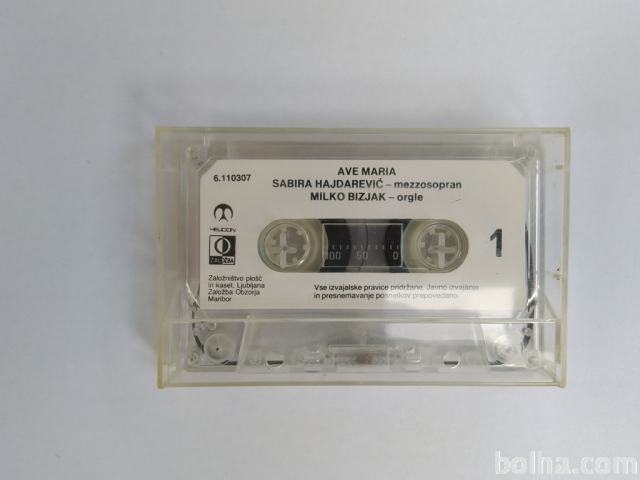 AVE MARIA
6.110307
SABIRA HAJDAREVIĆ – mezzosopran
MILKO BIZJAK – orgle
HELIDON
1
100 50 0
Založništvo plošč
in kaset, Ljubljana
Založba Obzorja
Maribor
Vse izvajalske pravice pridržane. Javno izvajanje
in presnemavanje posnetkov prepovedano.
bolha.com